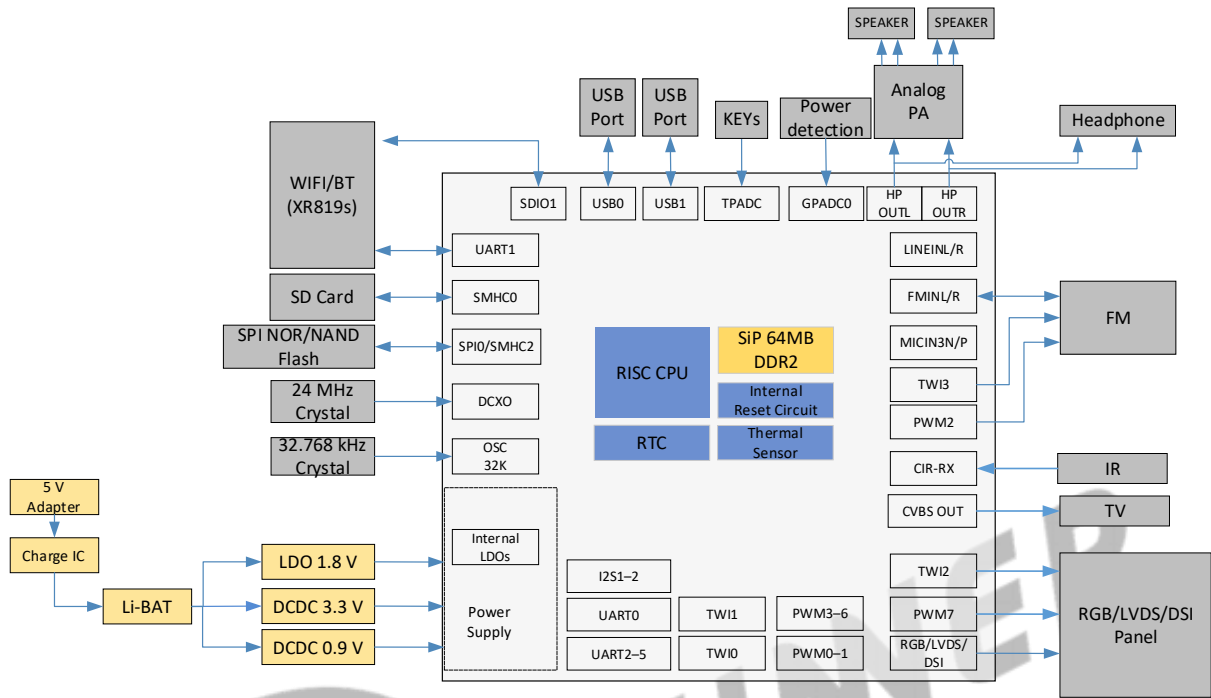 SPEAKER
SPEAKER
Analog
PA
USB
Port
USB
Port
KEYs
Power
detection
Headphone
WIFI/BT
(XR819s)
SDIO1
USB0
USB1
TPADC
GPADC0
HP
OUTL
HP
OUTR
UART1
LINEINL/R
SD Card
SMHC0
FMINL/R
FM
SPI NOR/NAND
Flash
SPI0/SMHC2
RISC CPU
SiP 64MB
DDR2
MICIN3N/P
24 MHz
Crystal
DCXO
Internal
Reset Circuit
TWI3
PWM2
32.768 kHz
Crystal
OSC
32K
RTC
Thermal
Sensor
CIR-RX
IR
5 V
Adapter
CVBS OUT
TV
Charge IC
Internal
LDOs
LDO 1.8 V
Li-BAT
DCDC 3.3 V
DCDC 0.9 V
Power
Supply
I2S1–2
UART0
TWI1
PWM3–6
UART2–5
TWI0
PWM0–1
TWI2
PWM7
RGB/LVDS/
DSI
RGB/LVDS/DSI
Panel